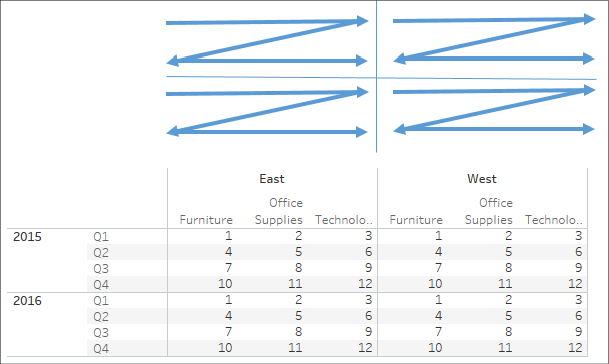 East West
Office Office
Furniture Supplies Technolo.. Furniture Supplies Technolo..
2015 Q1 1 2 3 1 2 3
Q2 4 5 6 4 5 6
Q3 7 8 9 7 8 9
Q4 10 11 12 10 11 12
2016 Q1 1 2 3 1 2 3
Q2 4 5 6 4 5 6
Q3 7 8 9 7 8 9
Q4 10 11 12 10 11 12